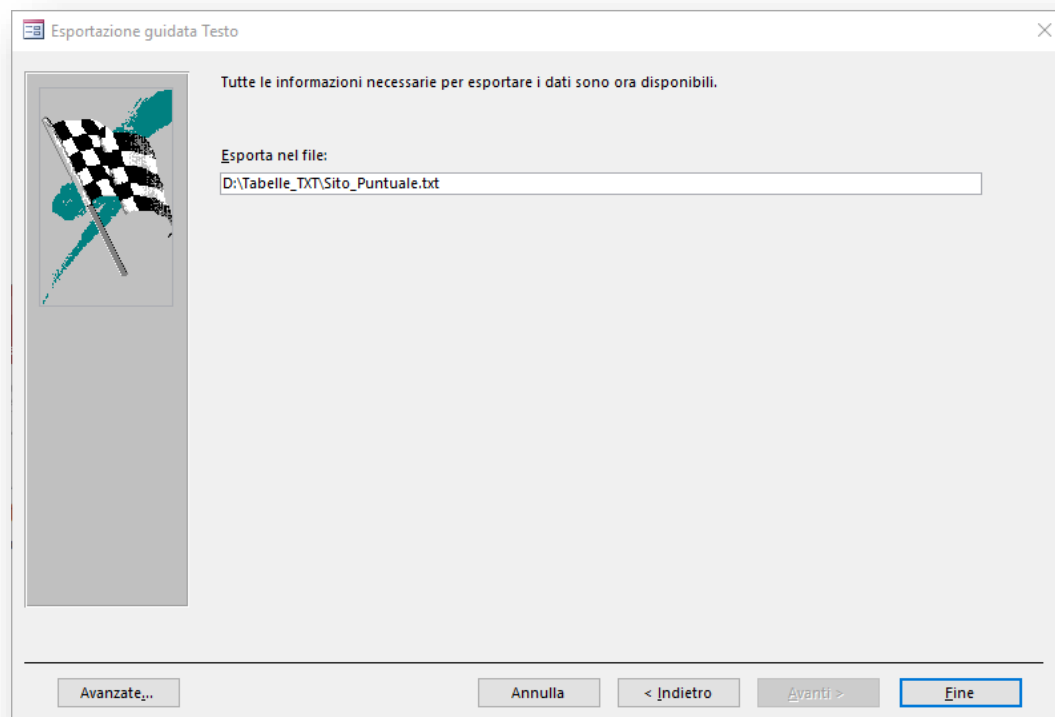 Esportazione guidata Testo
Tutte le informazioni necessarie per esportare i dati sono ora disponibili.
Esporta nel file:
D:\Tabelle_TXT\Sito_Puntuale.txt
Avanzate...
Annulla
< Indietro
Avanti >
Fine